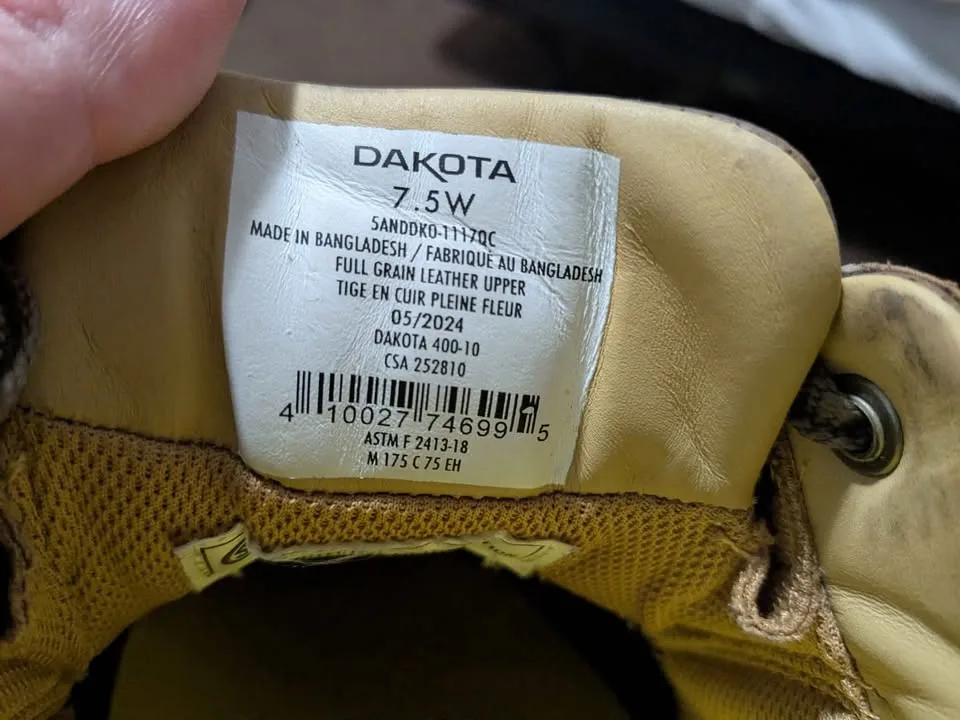 DAKOTA
7.5W
5ANDDKO-1117QC
MADE IN BANGLADESH / FABRIQUE AU BANGLADESH
FULL GRAIN LEATHER UPPER
TIGE EN CUIR PLEINE FLEUR
05/2024
DAKOTA 400-10
CSA 252810
4 10027 74699 5
ASTM F 2413-18
M 175 C 75 EH